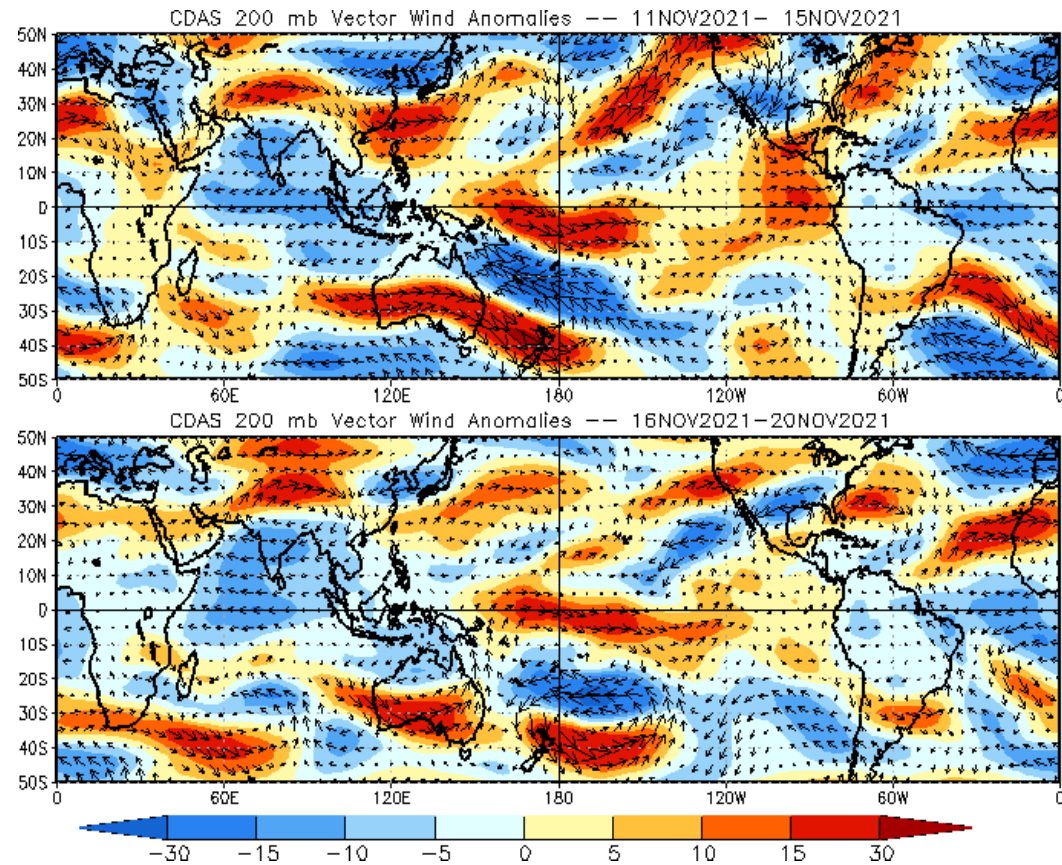 CDAS 200 mb Vector Wind Anomalies -- 11NOV2021- 15NOV2021
50N
40N
30N
20N
10N
0
10S
20S
30S
40S
50S
0 60E 120E 180 120W 60W 0
CDAS 200 mb Vector Wind Anomalies -- 16NOV2021-20NOV2021
50N
40N
30N
20N
10N
0
10S
20S
30S
40S
50S
0 60E 120E 180 120W 60W 0
-30 -15 -10 -5 0 5 10 15 30